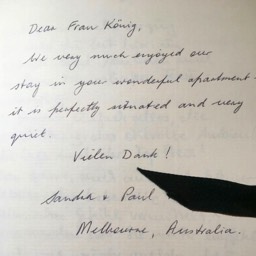 Dear Frau König,
We very much enjoyed our
stay in your wonderful apartment -
it is perfectly situated and very
quiet.
Vielen Dank!
Sandra + Paul
Melbourne, Australia.